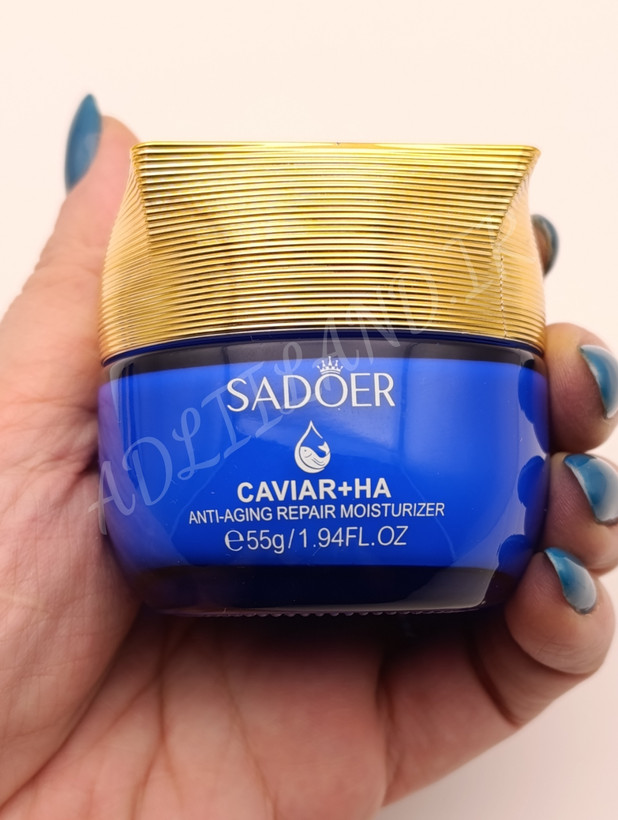 SADOER
CAVIAR+HA
ANTI-AGING REPAIR MOISTURIZER
℮55g/1.94FL.OZ